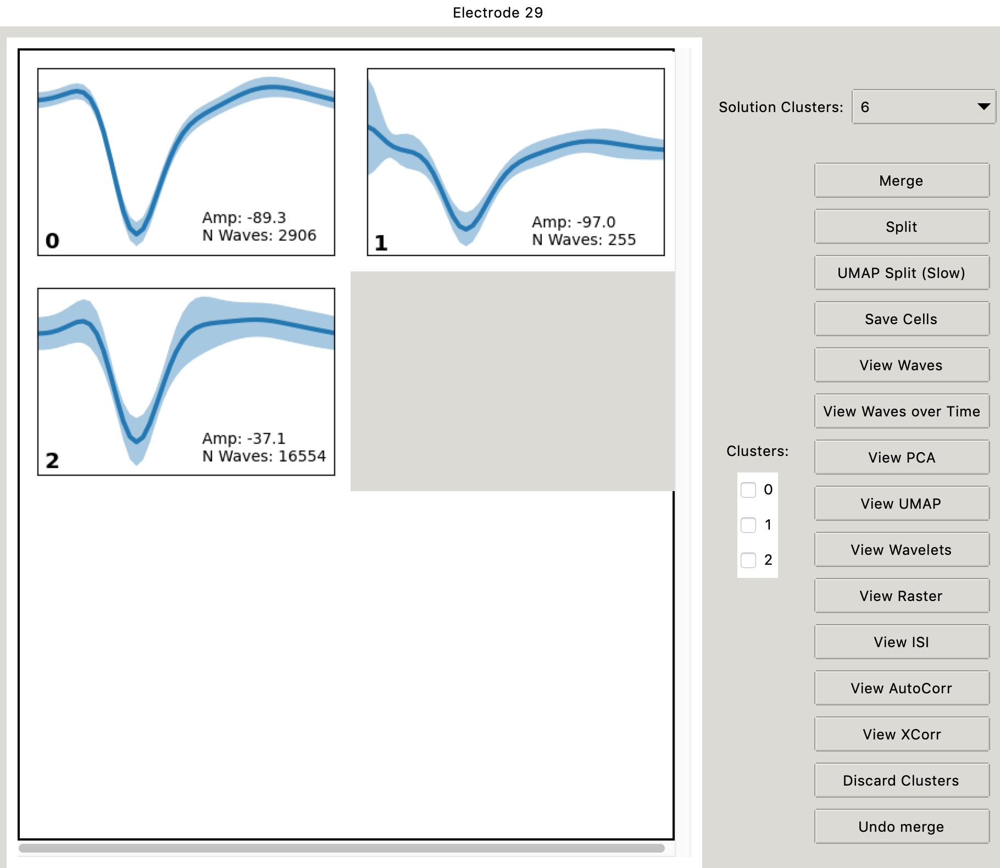 Electrode 29
Amp: -89.3
N Waves: 2906
0
Amp: -97.0
N Waves: 255
1
Amp: -37.1
N Waves: 16554
2
Solution Clusters: 6
Merge
Split
UMAP Split (Slow)
Save Cells
View Waves
View Waves over Time
View PCA
View UMAP
View Wavelets
View Raster
View ISI
View AutoCorr
View XCorr
Discard Clusters
Undo merge
Clusters:
0
1
2